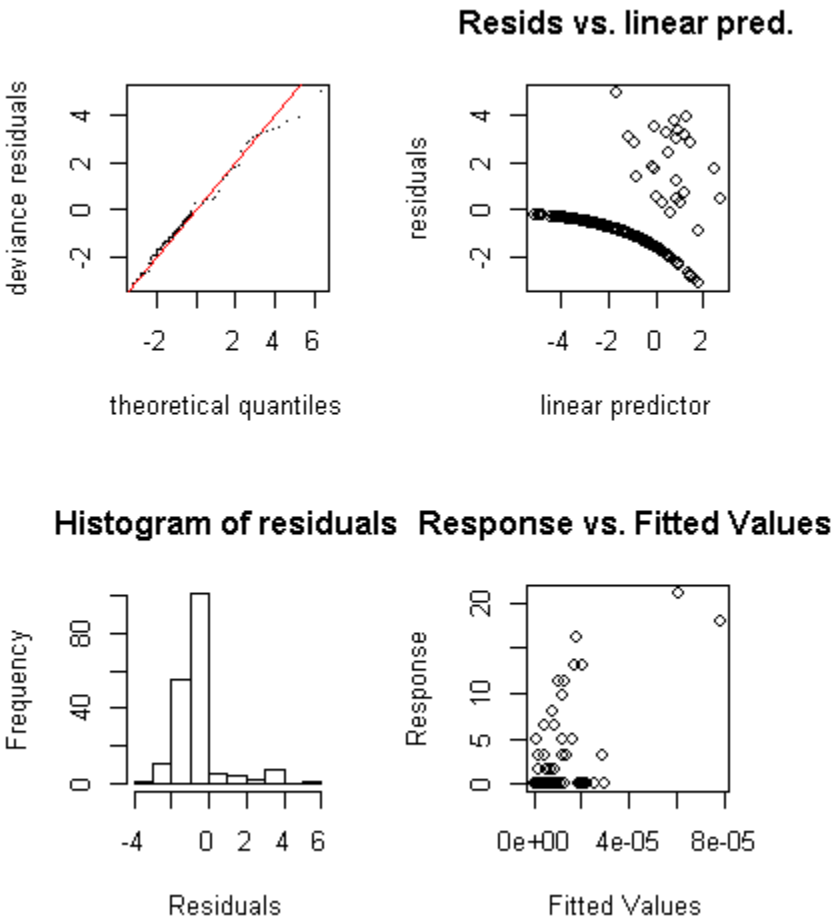 Resids vs. linear pred.
deviance residuals
4
2
0
-2
-2
2
4
6
theoretical quantiles
residuals
4
2
0
-2
-4
-2
0
2
linear predictor
Histogram of residuals
Response vs. Fitted Values
Frequency
80
40
0
-4
0
2
4
6
Residuals
Response
20
10
5
0
0e+00
4e-05
8e-05
Fitted Values